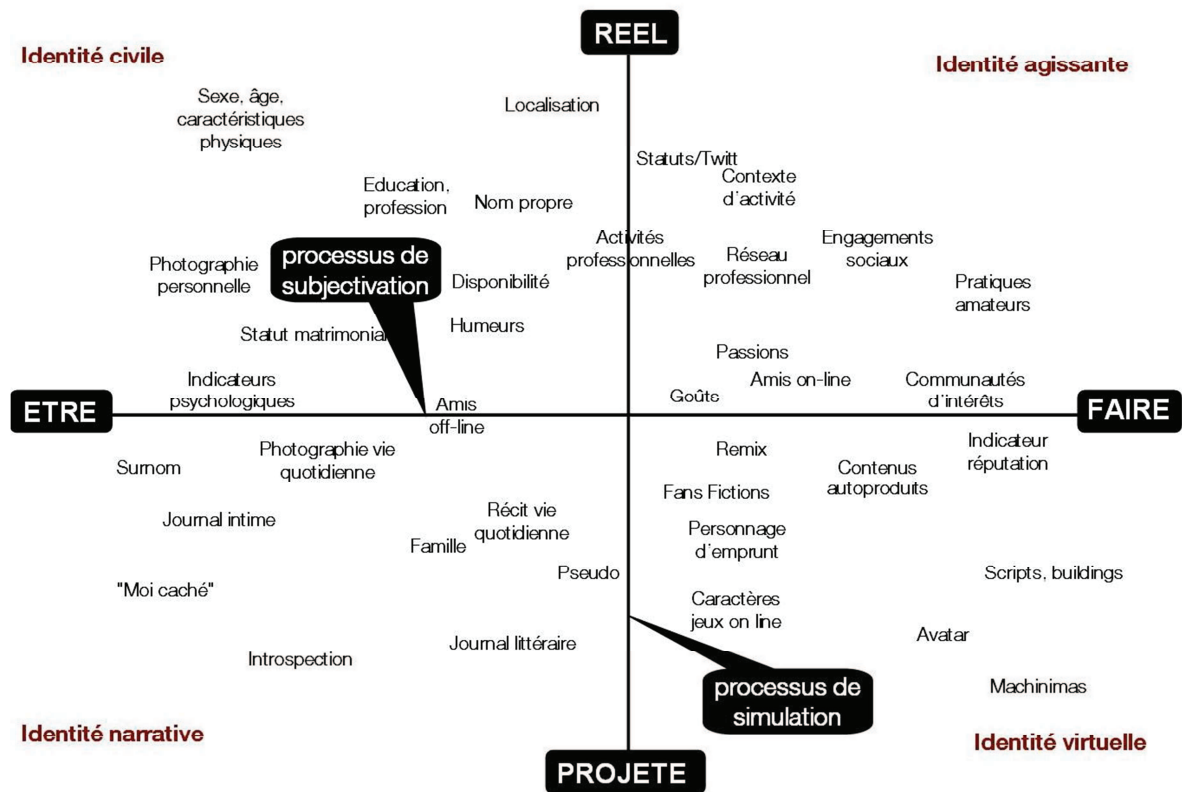 REEL
Identité civile
Identité agissante
Sexe, âge,
caractéristiques
physiques
Localisation
Statuts/Twitt
Contexte
d'activité
Education,
profession
Nom propre
Activités
professionnelles
Engagements
sociaux
Réseau
professionnel
processus de
subjectivation
Photographie
personnelle
Disponibilité
Pratiques
amateurs
Statut matrimonial
Humeurs
Passions
Indicateurs
psychologiques
Amis on-line
Communautés
d'intérêts
Goûts
ETRE
FAIRE
Amis
off-line
Photographie vie
quotidienne
Surnom
Remix
Indicateur
réputation
Contenus
autoproduits
Fans Fictions
Journal intime
Récit vie
quotidienne
Famille
Personnage
d'emprunt
Pseudo
Scripts, buildings
"Moi caché"
Caractères
jeux on line
Journal littéraire
Avatar
Introspection
processus de
simulation
Machinimas
Identité narrative
Identité virtuelle
PROJETE